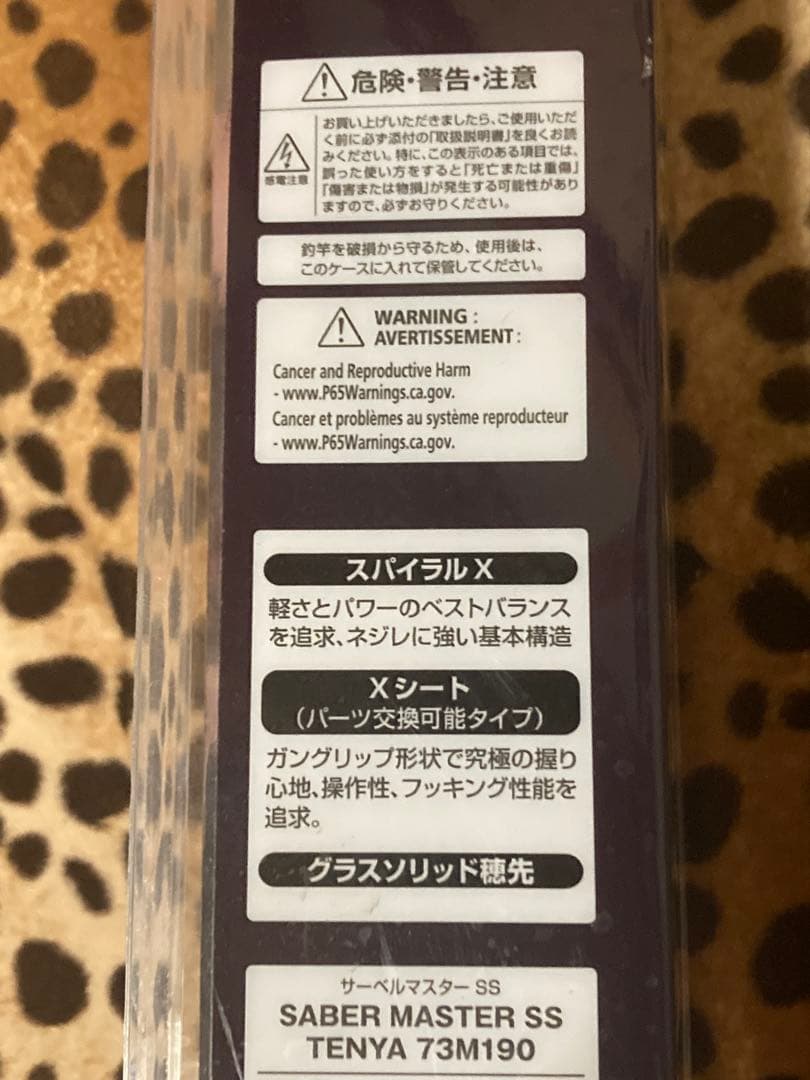 危険・警告・注意
感電注意
お買い上げいただきましたら、ご使用いただ
く前に必ず添付の「取扱説明書」を良くお読
みください。特に、この表示のある項目では、
誤った使い方をすると「死亡または重傷」
「傷害または物損」が発生する可能性があり
ますので、必ずお守りください。
釣竿を破損から守るため、使用後は、
このケースに入れて保管してください。
WARNING :
AVERTISSEMENT :
Cancer and Reproductive Harm
- www.P65Warnings.ca.gov.
Cancer et problèmes au système reproducteur
- www.P65Warnings.ca.gov.
スパイラルX
軽さとパワーのベストバランス
を追求、ネジレに強い基本構造
Xシート
（パーツ交換可能タイプ）
ガングリップ形状で究極の握り
心地、操作性、フッキング性能を
追求。
グラスソリッド穂先
サーベルマスター SS
SABER MASTER SS
TENYA 73M190